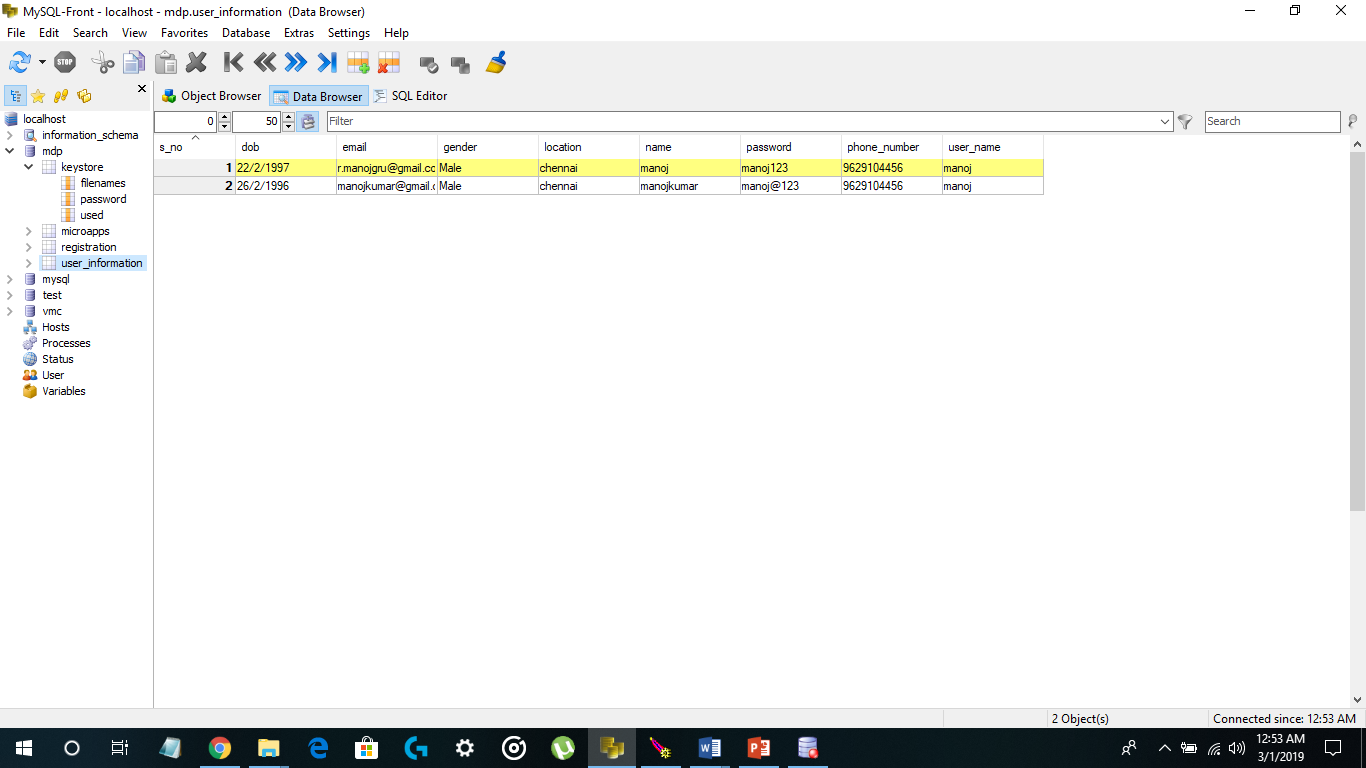 MySQL-Front - localhost - mdp.user_information (Data Browser)
File Edit Search View Favorites Database Extras Settings Help
STOP
Object Browser Data Browser SQL Editor
0 50 Filter Search
localhost
information_schema
mdp
keystore
filenames
password
used
microapps
registration
user_information
mysql
test
vmc
Hosts
Processes
Status
User
Variables
s_no dob email gender location name password phone_number user_name
1 22/2/1997 r.manojgru@gmail.cc Male chennai manoj manoj123 9629104456 manoj
2 26/2/1996 manojkumar@gmail.c Male chennai manojkumar manoj@123 9629104456 manoj
2 Object(s) Connected since: 12:53 AM
12:53 AM
3/1/2019